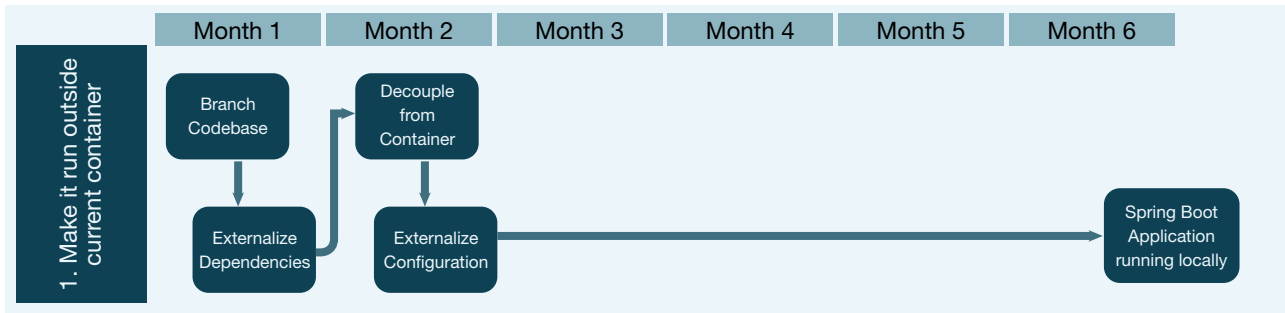 Month 1
Month 2
Month 3
Month 4
Month 5
Month 6
1. Make it run outside
current container
Branch
Codebase
Externalize
Dependencies
Decouple
from
Container
Externalize
Configuration
Spring Boot
Application
running locally